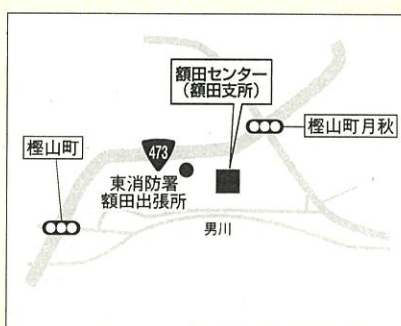 額田センター
(額田支所)
樫山町月秋
樫山町
473
東消防署
額田出張所
男川